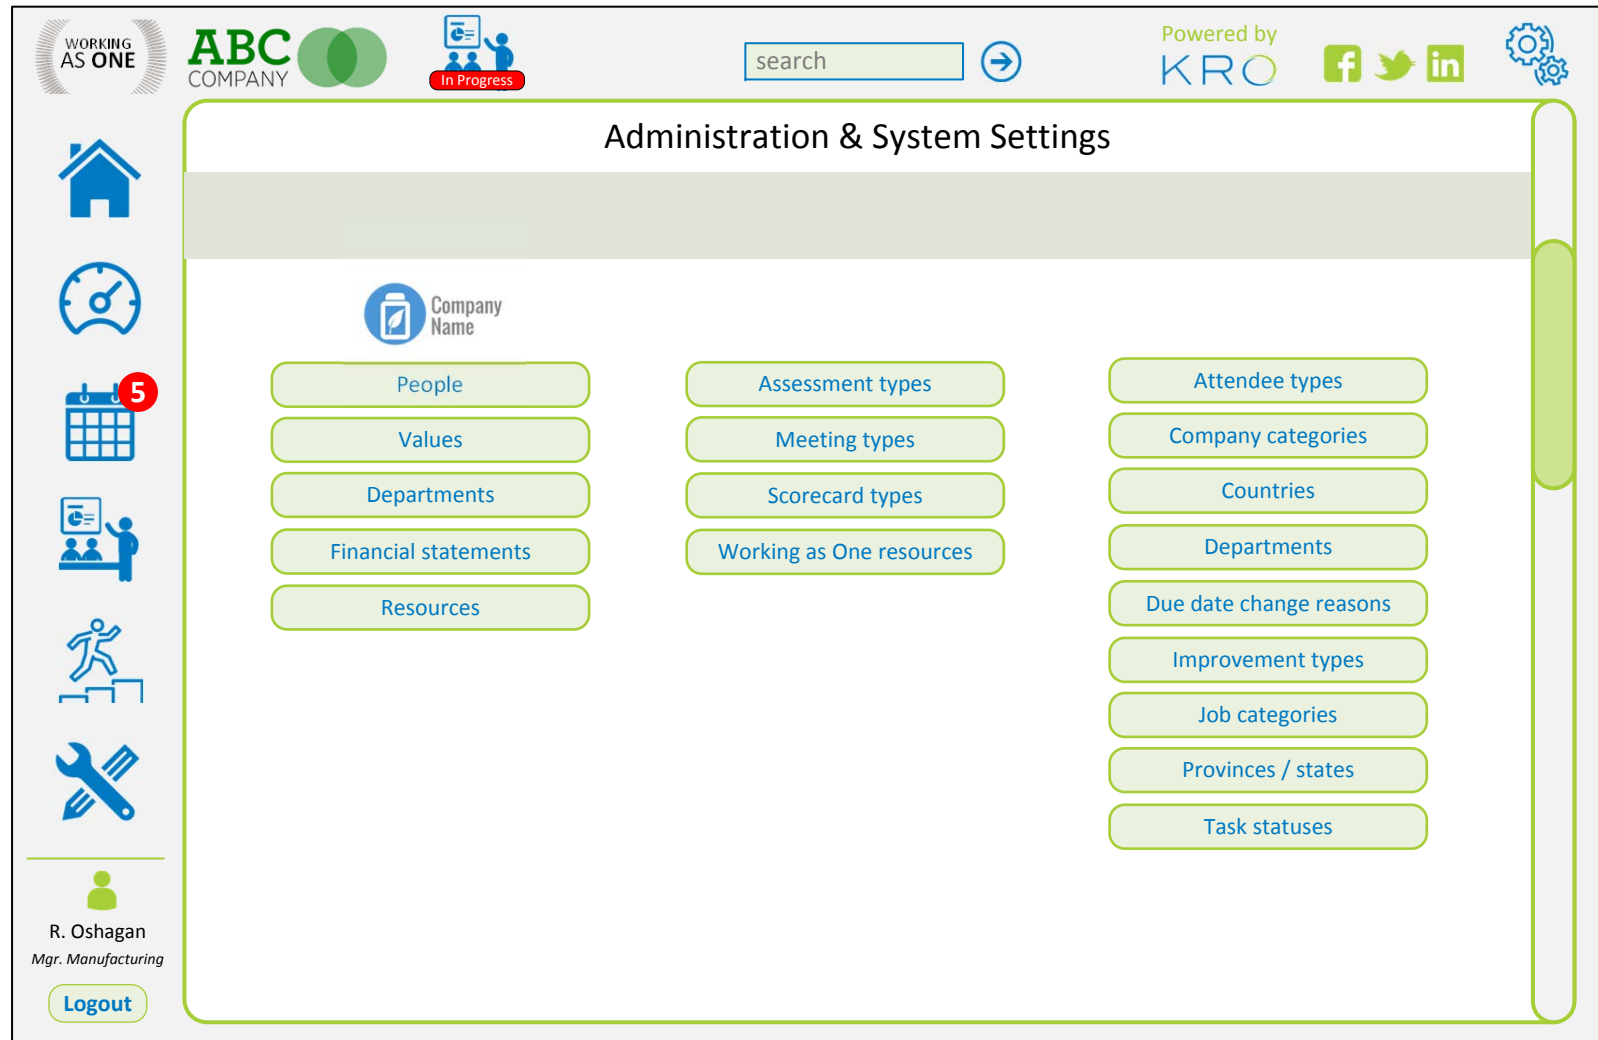 WORKING
AS ONE
ABC
COMPANY
In Progress
search
Powered by
KRO
f
in
Administration & System Settings
Company
Name
5
People
Values
Departments
Financial statements
Resources
Assessment types
Meeting types
Scorecard types
Working as One resources
Attendee types
Company categories
Countries
Departments
Due date change reasons
Improvement types
Job categories
Provinces / states
Task statuses
R. Oshagan
Mgr. Manufacturing
Logout